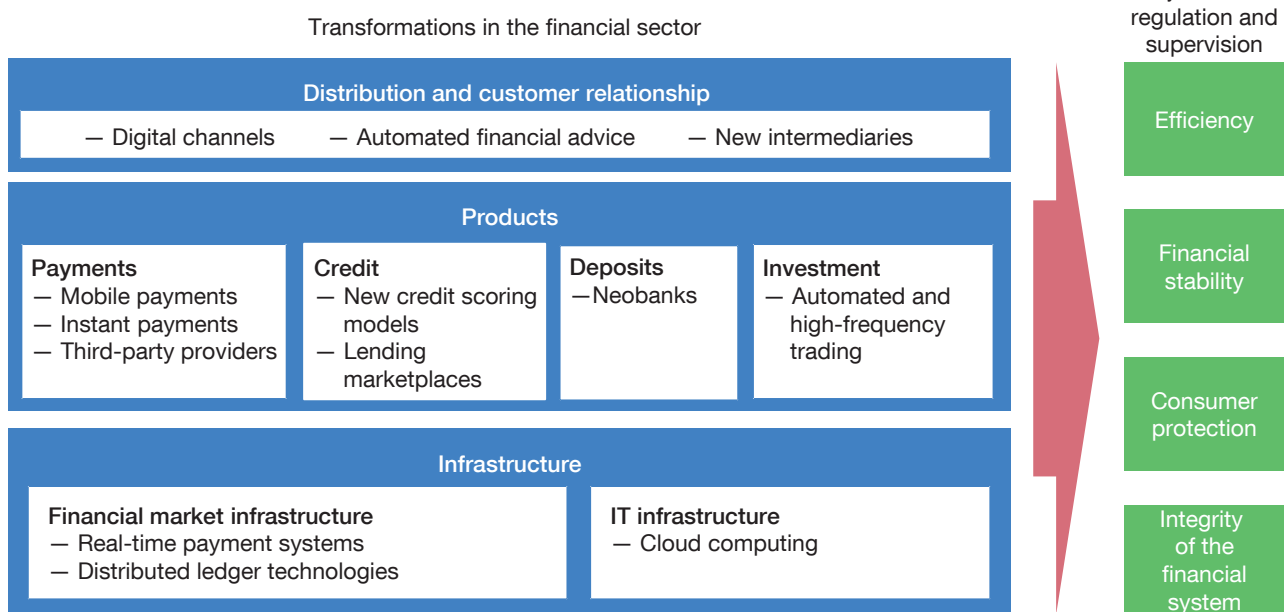 Transformations in the financial sector
regulation and
supervision
Distribution and customer relationship
— Digital channels — Automated financial advice — New intermediaries
Products
Payments
— Mobile payments
— Instant payments
— Third-party providers
Credit
— New credit scoring
models
— Lending
marketplaces
Deposits
—Neobanks
Investment
— Automated and
high-frequency
trading
Infrastructure
Financial market infrastructure
— Real-time payment systems
— Distributed ledger technologies
IT infrastructure
— Cloud computing
Efficiency
Financial
stability
Consumer
protection
Integrity
of the
financial
system